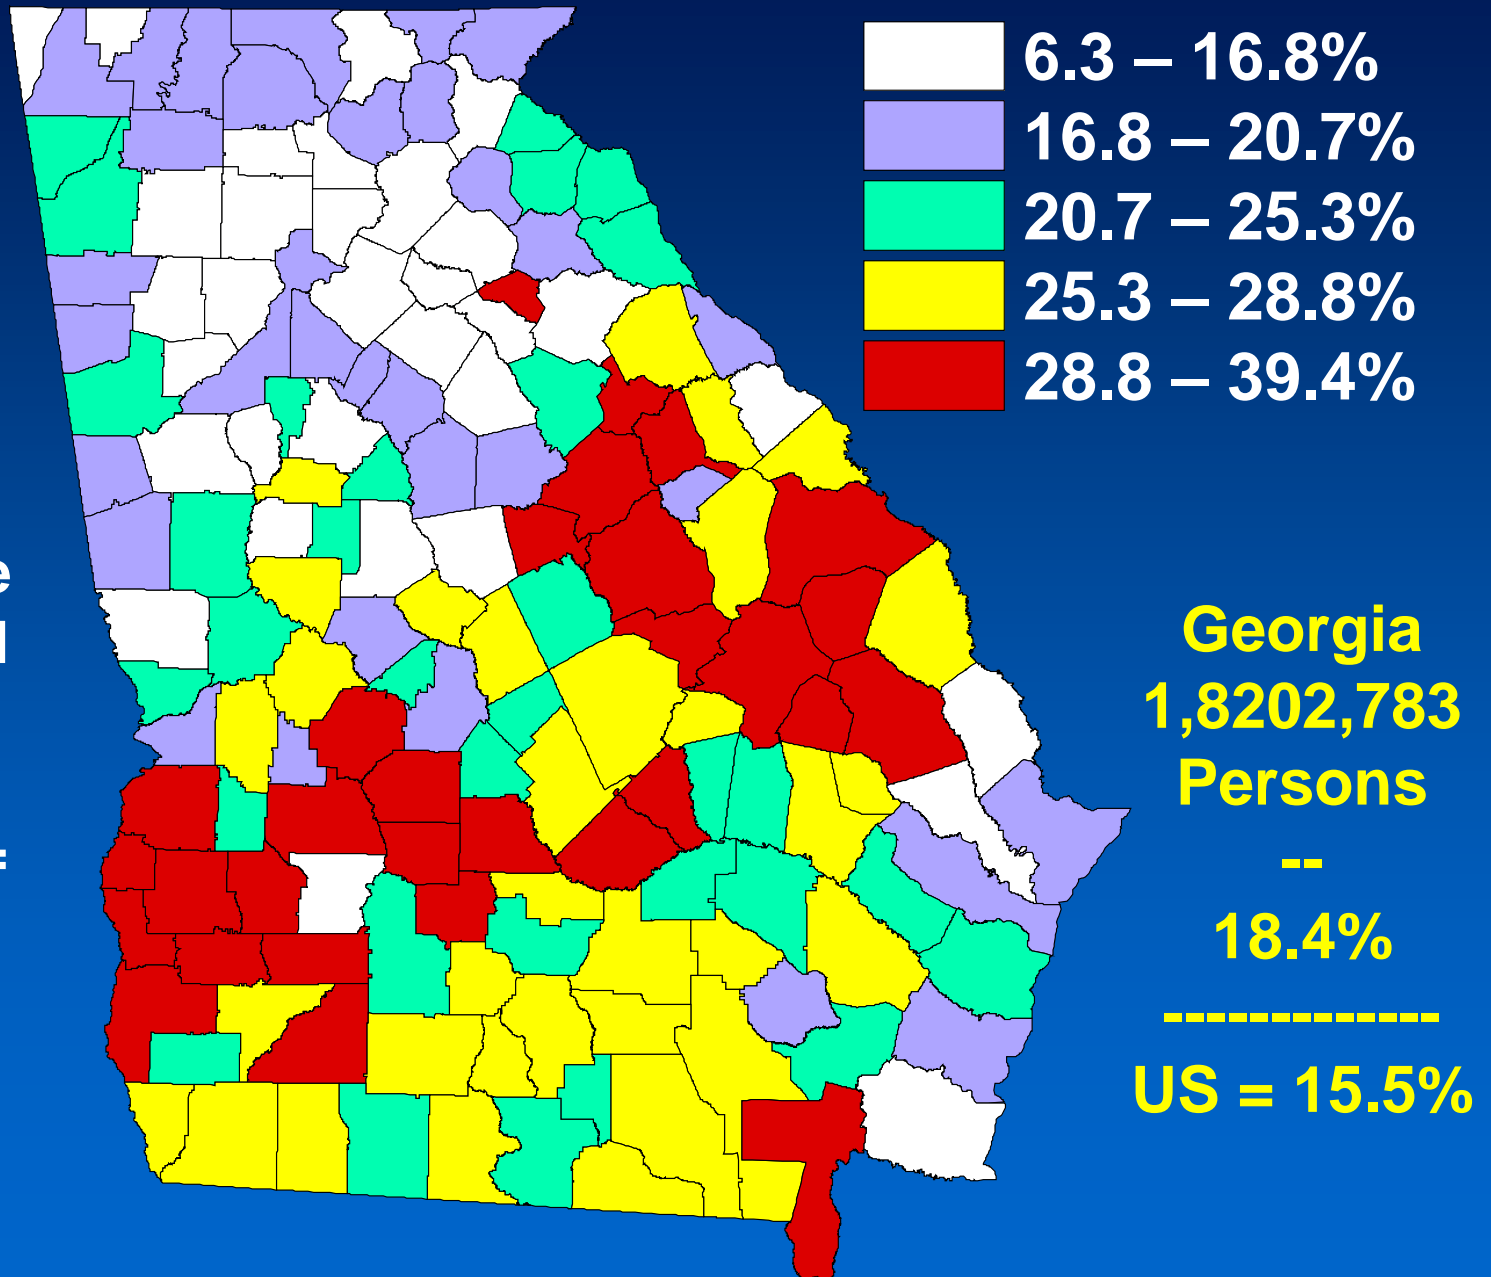 6.3 – 16.8%
16.8 – 20.7%
20.7 – 25.3%
25.3 – 28.8%
28.8 – 39.4%
Georgia
1,8202,783
Persons
--
18.4%
-------------
US = 15.5%